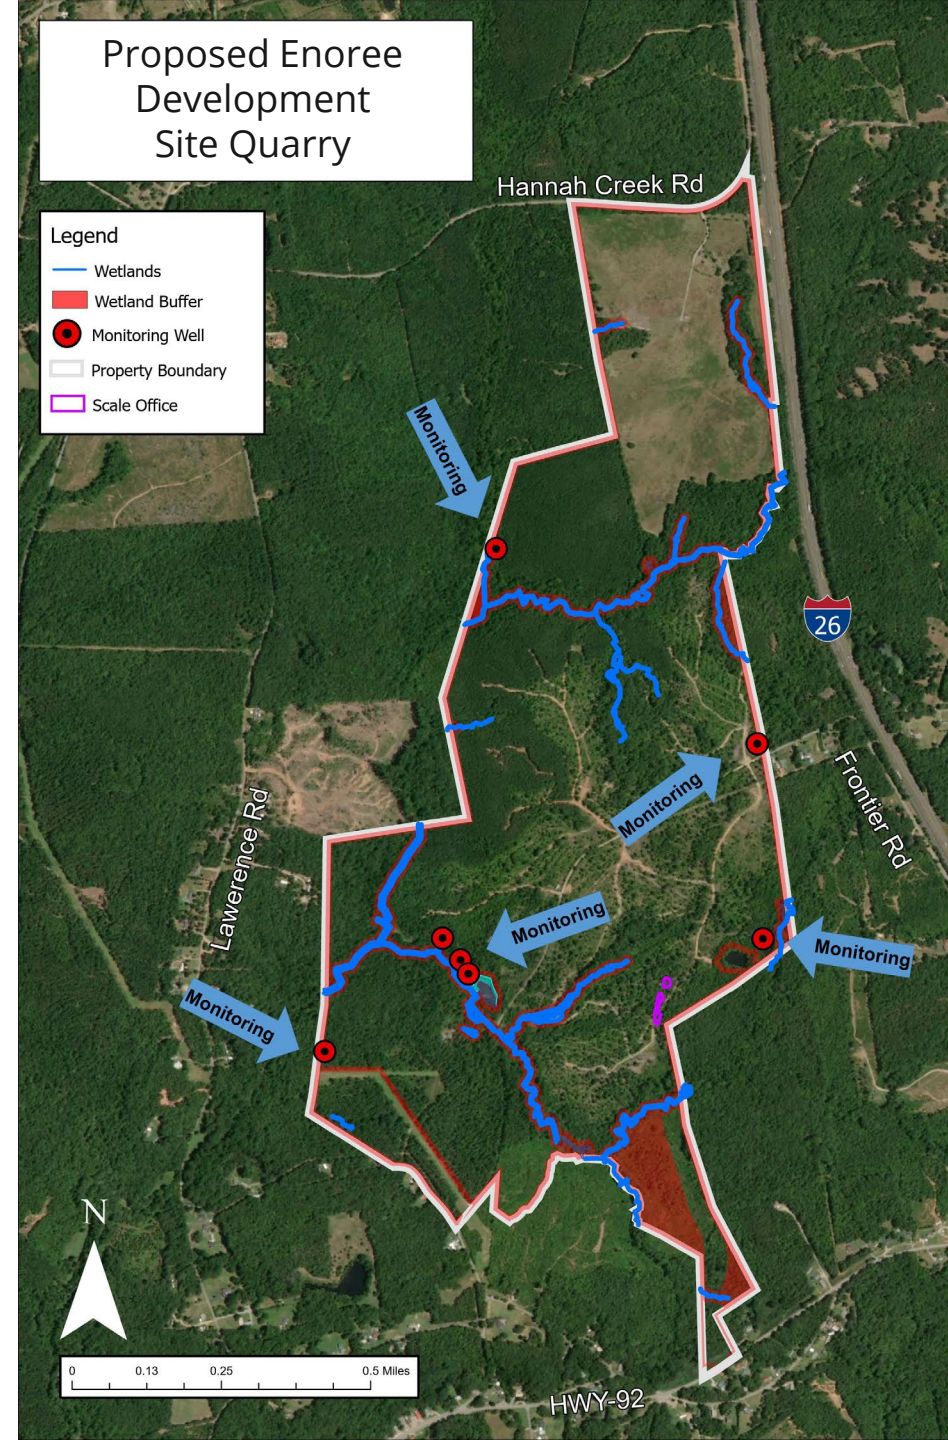 Proposed Enoree
Development
Site Quarry
Hannah Creek Rd
Legend
Wetlands
Wetland Buffer
Monitoring Well
Property Boundary
Scale Office
Monitoring
26
Monitoring
Frontier Rd
Lawerence Rd
Monitoring
Monitoring
Monitoring
N
0 0.13 0.25 0.5 Miles
HWY-92